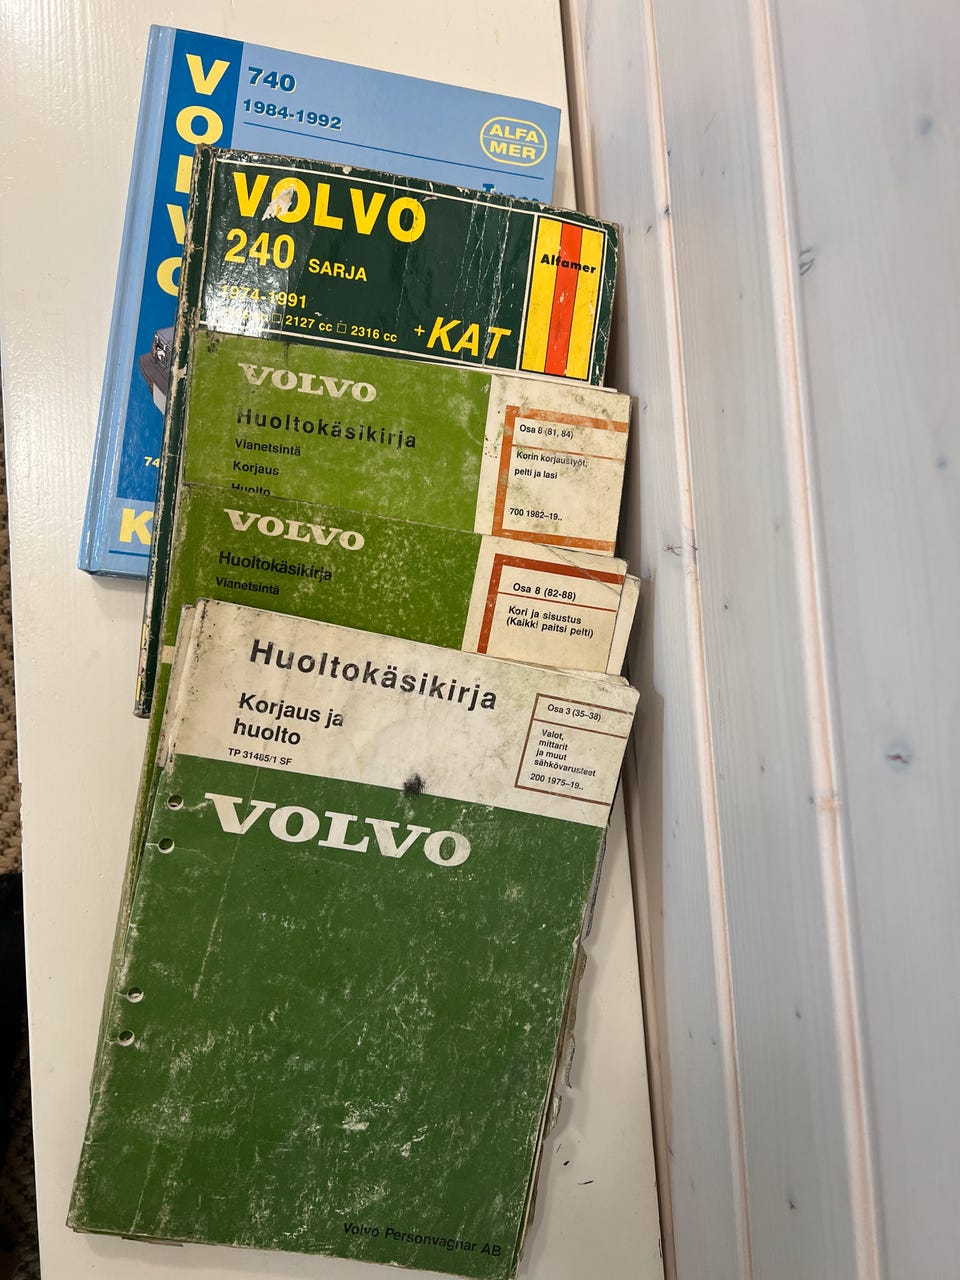 VOLVO
740
1984-1992
ALFA
MER
74
K
VOLVO
240 SARJA
1974-1991
2127 cc □ 2316 cc
+KAT
Alfamer
VOLVO
Huoltokäsikirja
Vianetsintä
Korjaus
Huolto
Osa 8 (81, 84)
Korin korjaustyöt:
pelti ja lasi
700 1982–19..
VOLVO
Huoltokäsikirja
Vianetsintä
Osa 8 (82-88)
Kori ja sisustus
(Kaikki paitsi pelti)
Huoltokäsikirja
Korjaus ja
huolto
TP 31485/1 SF
Osa 3 (35–38)
Valot,
mittarit
ja muut
sähkövarusteet
200 1975–19..
VOLVO
Volvo Personvagnar AB